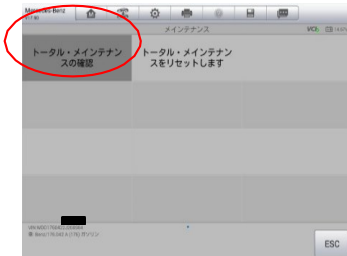 Mercedes-Benz
メインテナンス
VCI
トータル・メインテナン
スの確認
トータル・メインテナン
スをリセットします
ESC